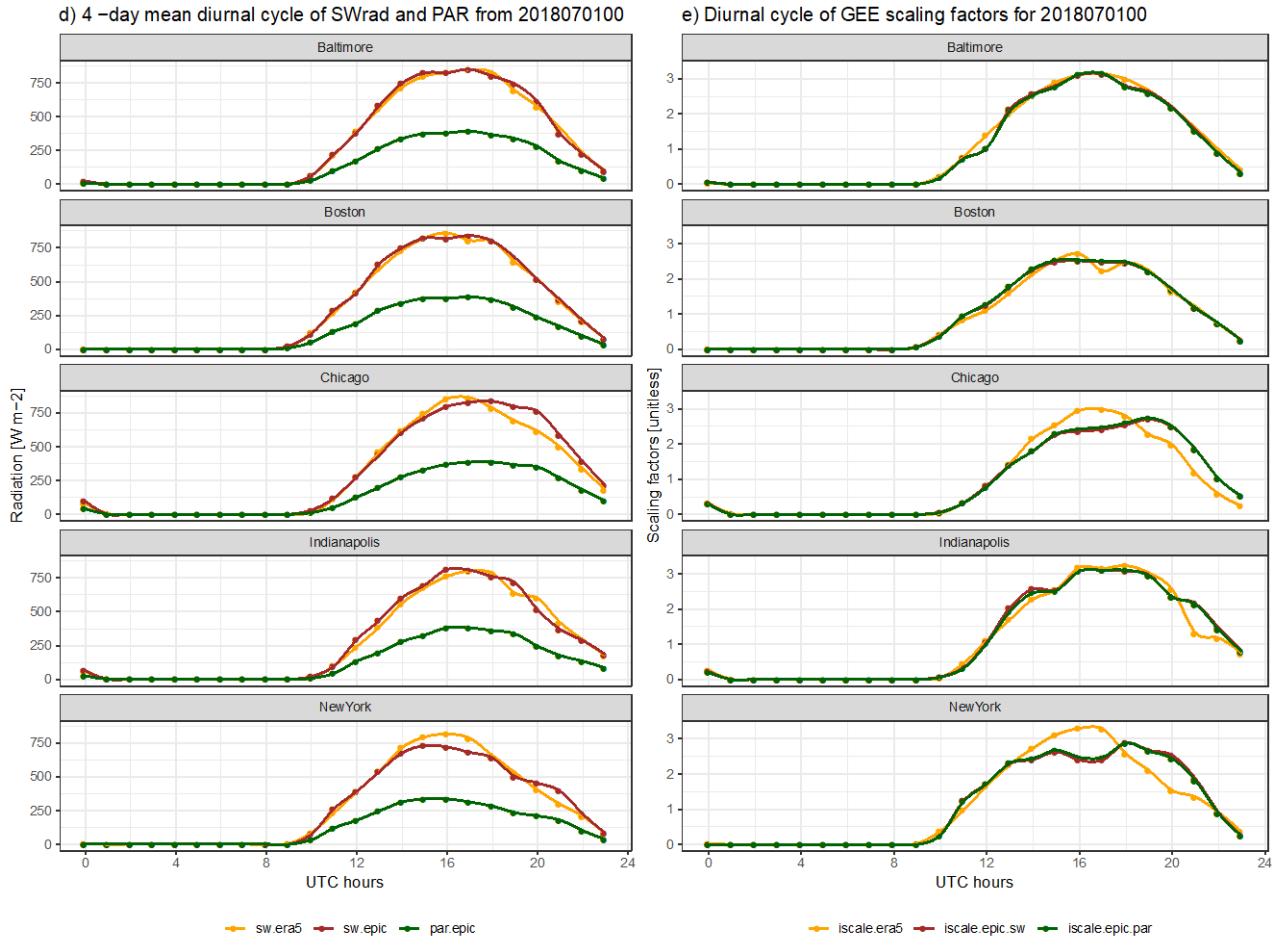 d) 4 −day mean diurnal cycle of SWrad and PAR from 2018070100
Baltimore
750
500
250
0
Boston
750
500
250
0
Chicago
750
500
250
0
Indianapolis
750
500
250
0
NewYork
750
500
250
0
Radiation [W m−2]
0 4 8 12 16 20 24
UTC hours
sw.era5 sw.epic par.epic
e) Diurnal cycle of GEE scaling factors for 2018070100
Baltimore
3
2
1
0
Boston
3
2
1
0
Chicago
3
2
1
0
Indianapolis
3
2
1
0
NewYork
3
2
1
0
Scaling factors [unitless]
0 4 8 12 16 20 24
UTC hours
iscale.era5 iscale.epic.sw iscale.epic.par